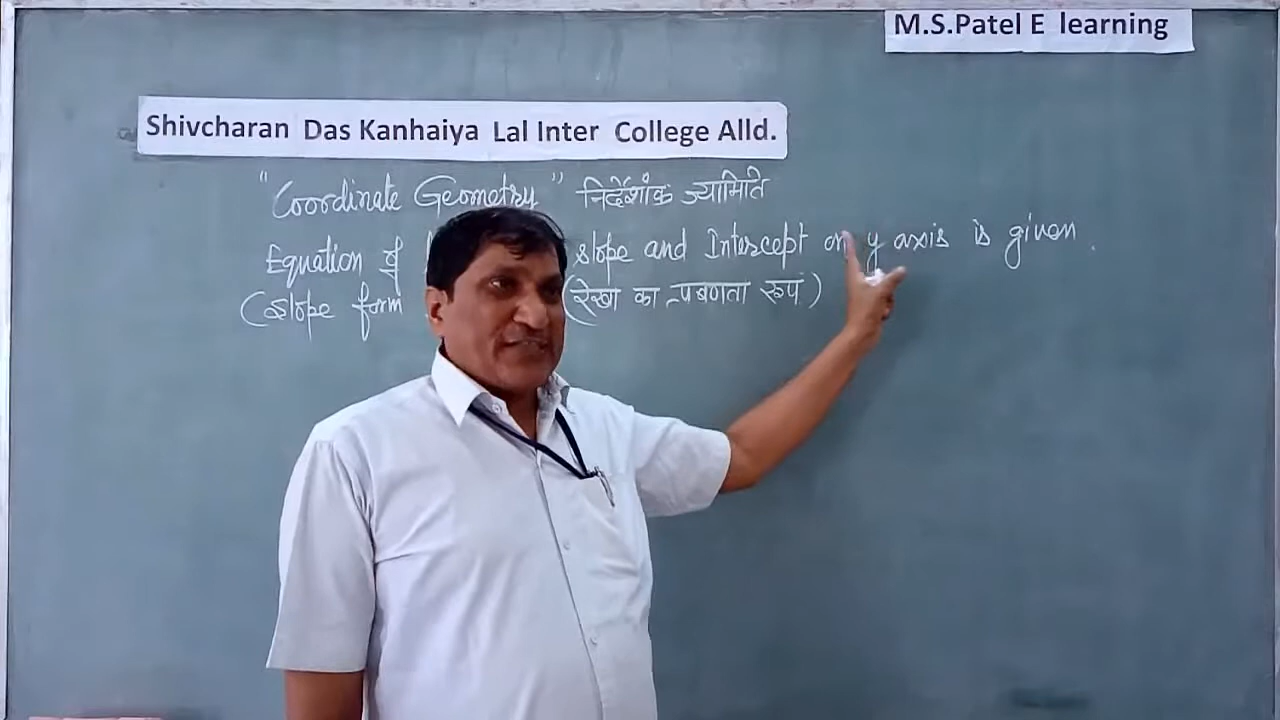 M.S.Patel E learning
Shivcharan Das Kanhaiya Lal Inter College Alld.
"Coordinate Geometry" निर्देशांक ज्यामिति
Equation of slope and Intercept on y axis is given.
(slope form (रेखा का प्रबणता रूप)